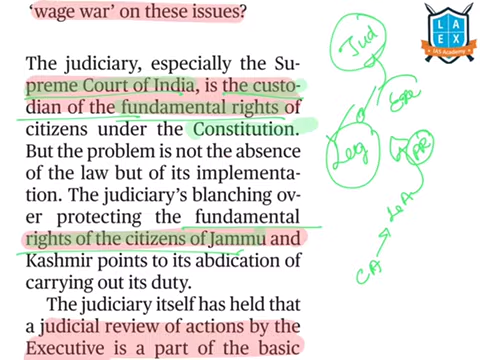 ‘wage war’ on these issues?
The judiciary, especially the Su-
preme Court of India, is the custo-
dian of the fundamental rights of
citizens under the Constitution.
But the problem is not the absence
of the law but of its implementa-
tion. The judiciary's blanching ov-
er protecting the fundamental
rights of the citizens of Jammu and
Kashmir points to its abdication of
carrying out its duty.
The judiciary itself has held that
a judicial review of actions by the
Executive is a part of the basic
Jud
Leg
CA
L A
E X
IAS Academy